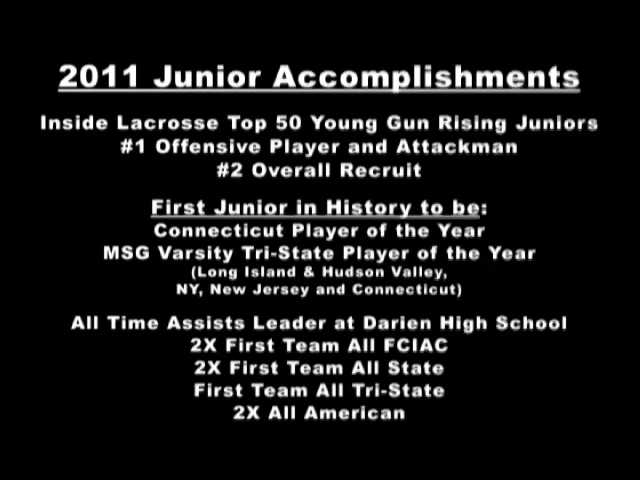 2011 Junior Accomplishments
Inside Lacrosse Top 50 Young Gun Rising Juniors
#1 Offensive Player and Attackman
#2 Overall Recruit
First Junior in History to be:
Connecticut Player of the Year
MSG Varsity Tri-State Player of the Year
(Long Island & Hudson Valley,
NY, New Jersey and Connecticut)
All Time Assists Leader at Darien High School
2X First Team All FCIAC
2X First Team All State
First Team All Tri-State
2X All American